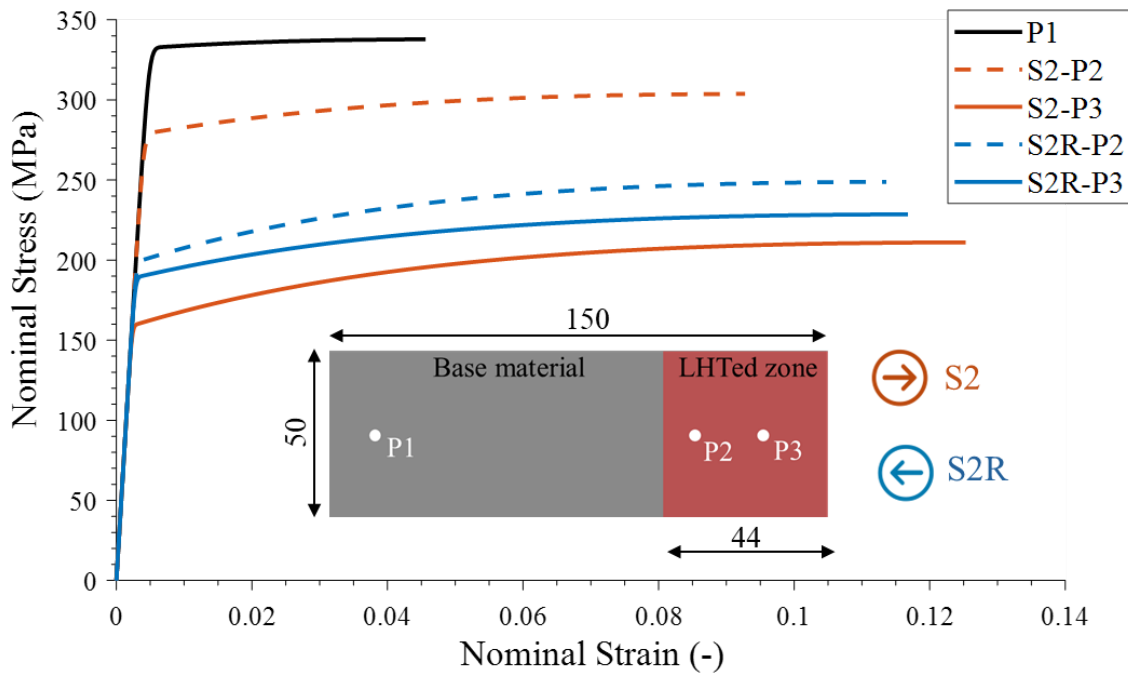 350
300
250
200
150
100
50
0
Nominal Stress (MPa)
P1
S2-P2
S2-P3
S2R-P2
S2R-P3
150
Base material
LHTed zone
50
P1
P2
P3
44
S2
S2R
0
0.02
0.04
0.06
0.08
0.1
0.12
0.14
Nominal Strain (-)